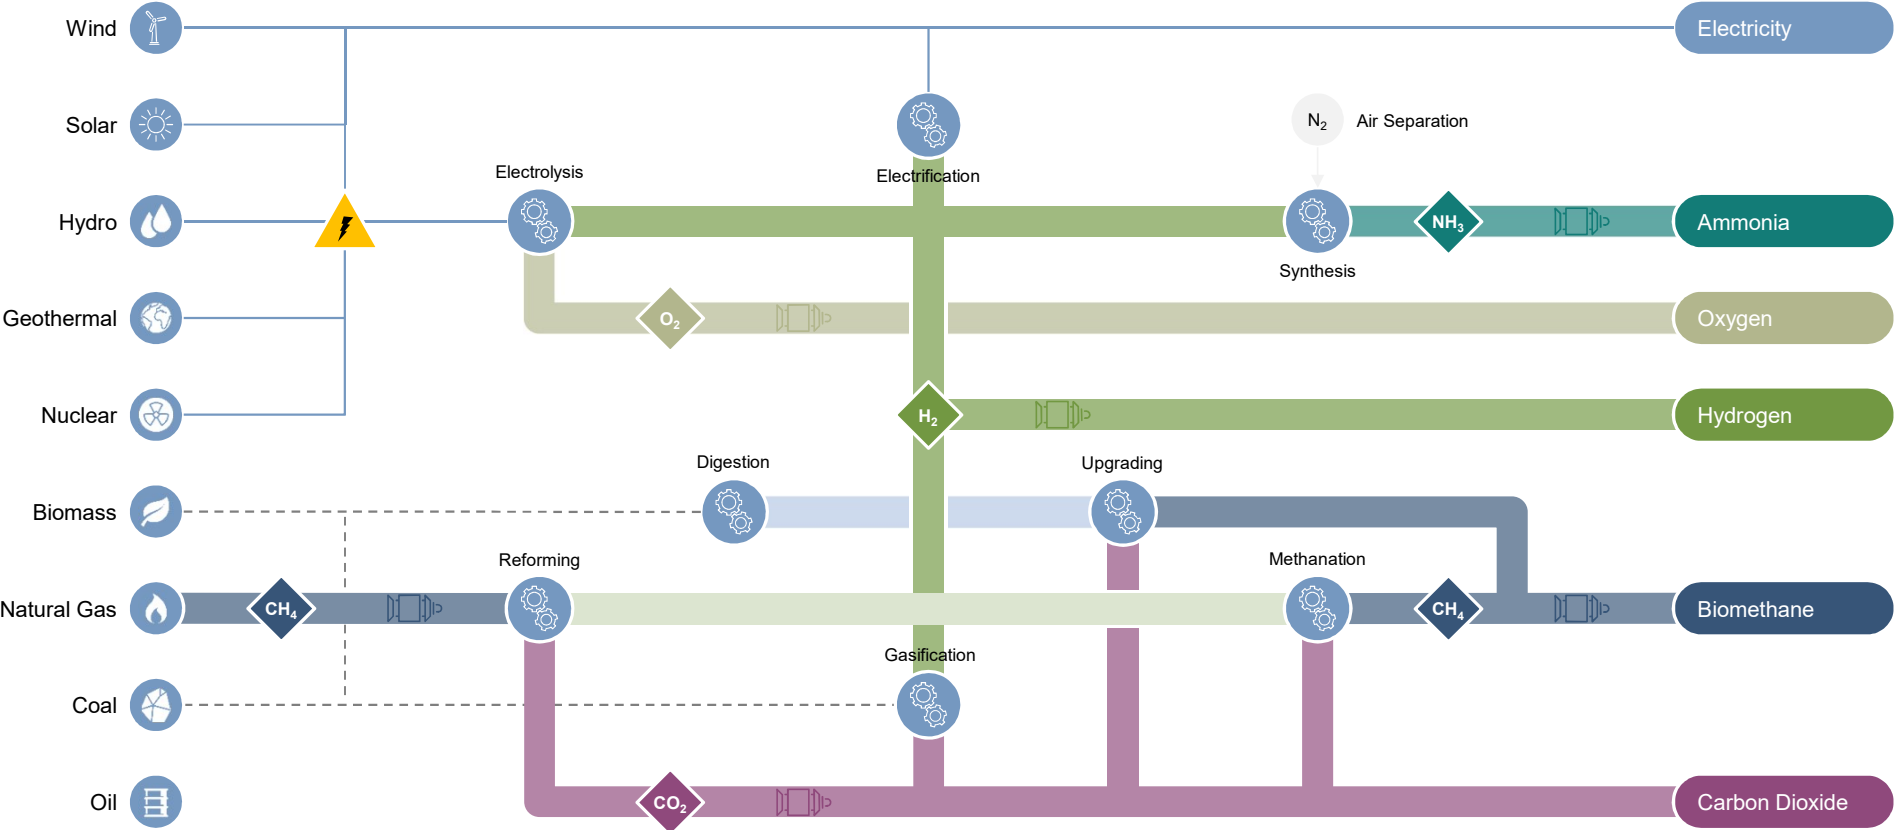 Wind
Electricity
Solar
N₂
Air Separation
Electrolysis
Electrification
Hydro
NH₃
Ammonia
Synthesis
Geothermal
O₂
Oxygen
Nuclear
H₂
Hydrogen
Digestion
Upgrading
Biomass
Reforming
Methanation
Natural Gas
CH₄
CH₄
Biomethane
Gasification
Coal
Oil
CO₂
Carbon Dioxide